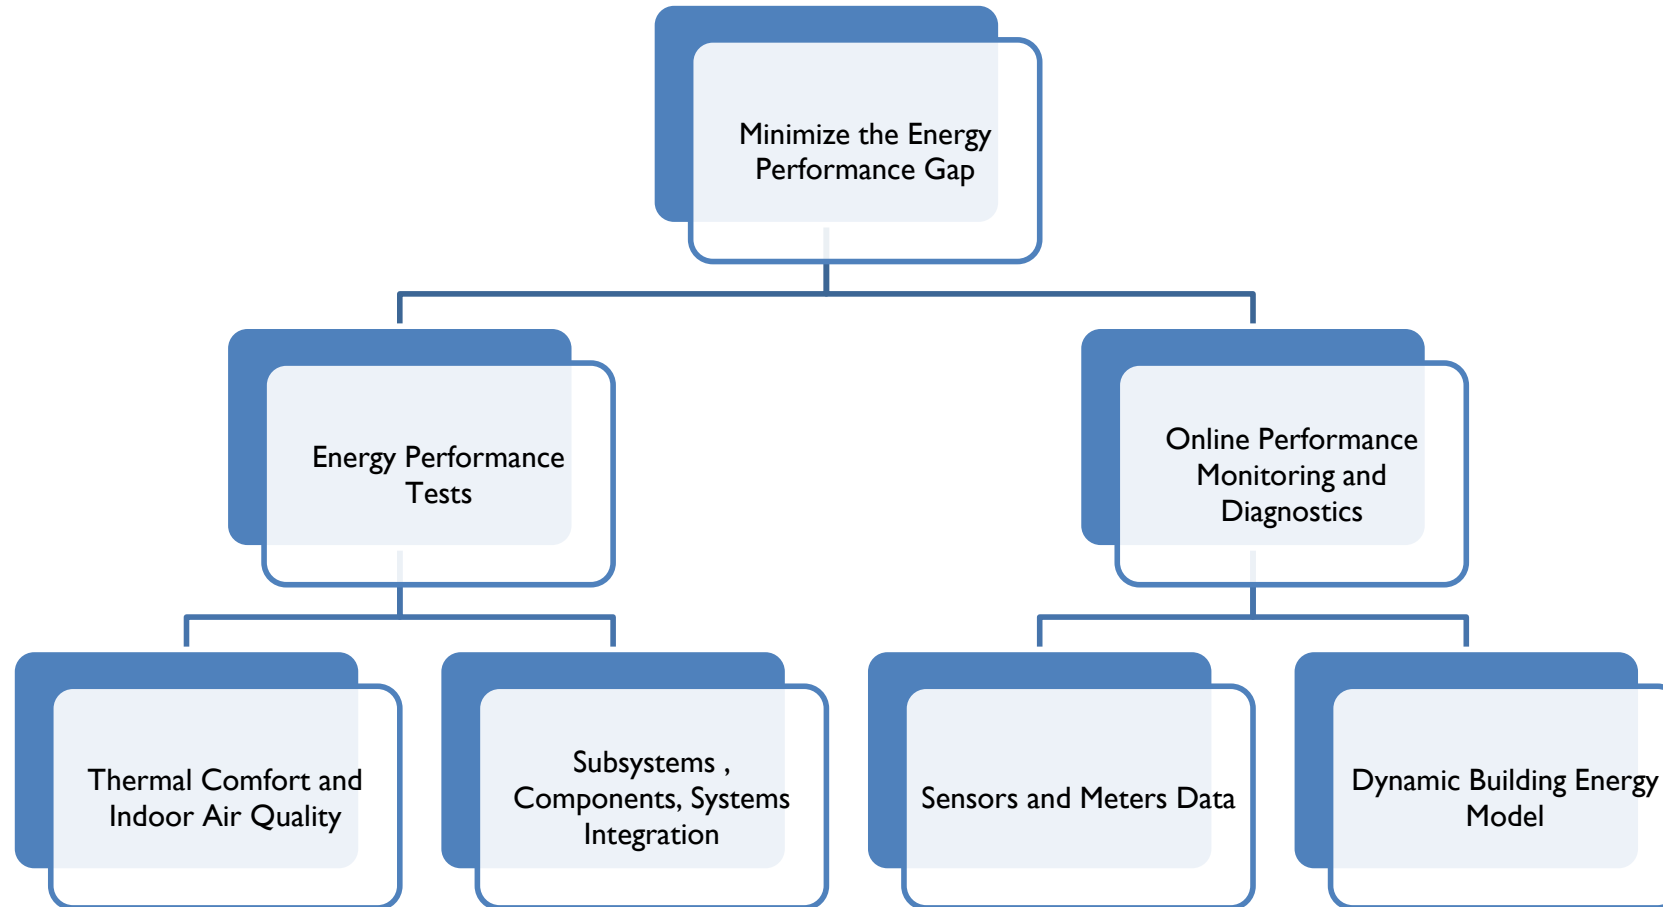 Minimize the Energy
Performance Gap
Energy Performance
Tests
Online Performance
Monitoring and
Diagnostics
Thermal Comfort and
Indoor Air Quality
Subsystems ,
Components, Systems
Integration
Sensors and Meters Data
Dynamic Building Energy
Model